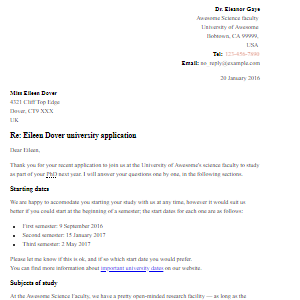 Dr. Eleanor Gaye
Awesome Science faculty
University of Awesome
Bobtown, CA 99999,
USA
Tel: 123-456-7890
Email: no_reply@example.com
20 January 2016
Miss Eileen Dover
4321 Cliff Top Edge
Dover, CT9 XXX
UK
Re: Eileen Dover university application
Dear Eileen,
Thank you for your recent application to join us at the University of Awesome's science faculty to study
as part of your PhD next year. I will answer your questions one by one, in the following sections.
Starting dates
We are happy to accomodate you starting your study with us at any time, however it would suit us
better if you could start at the beginning of a semester; the start dates for each one are as follows:
First semester: 9 September 2016
Second semester: 15 January 2017
Third semester: 2 May 2017
Please let me know if this is ok, and if so which start date you would prefer.
You can find more information about important university dates on our website.
Subjects of study
At the Awesome Science Faculty, we have a pretty open-minded research facility — as long as the